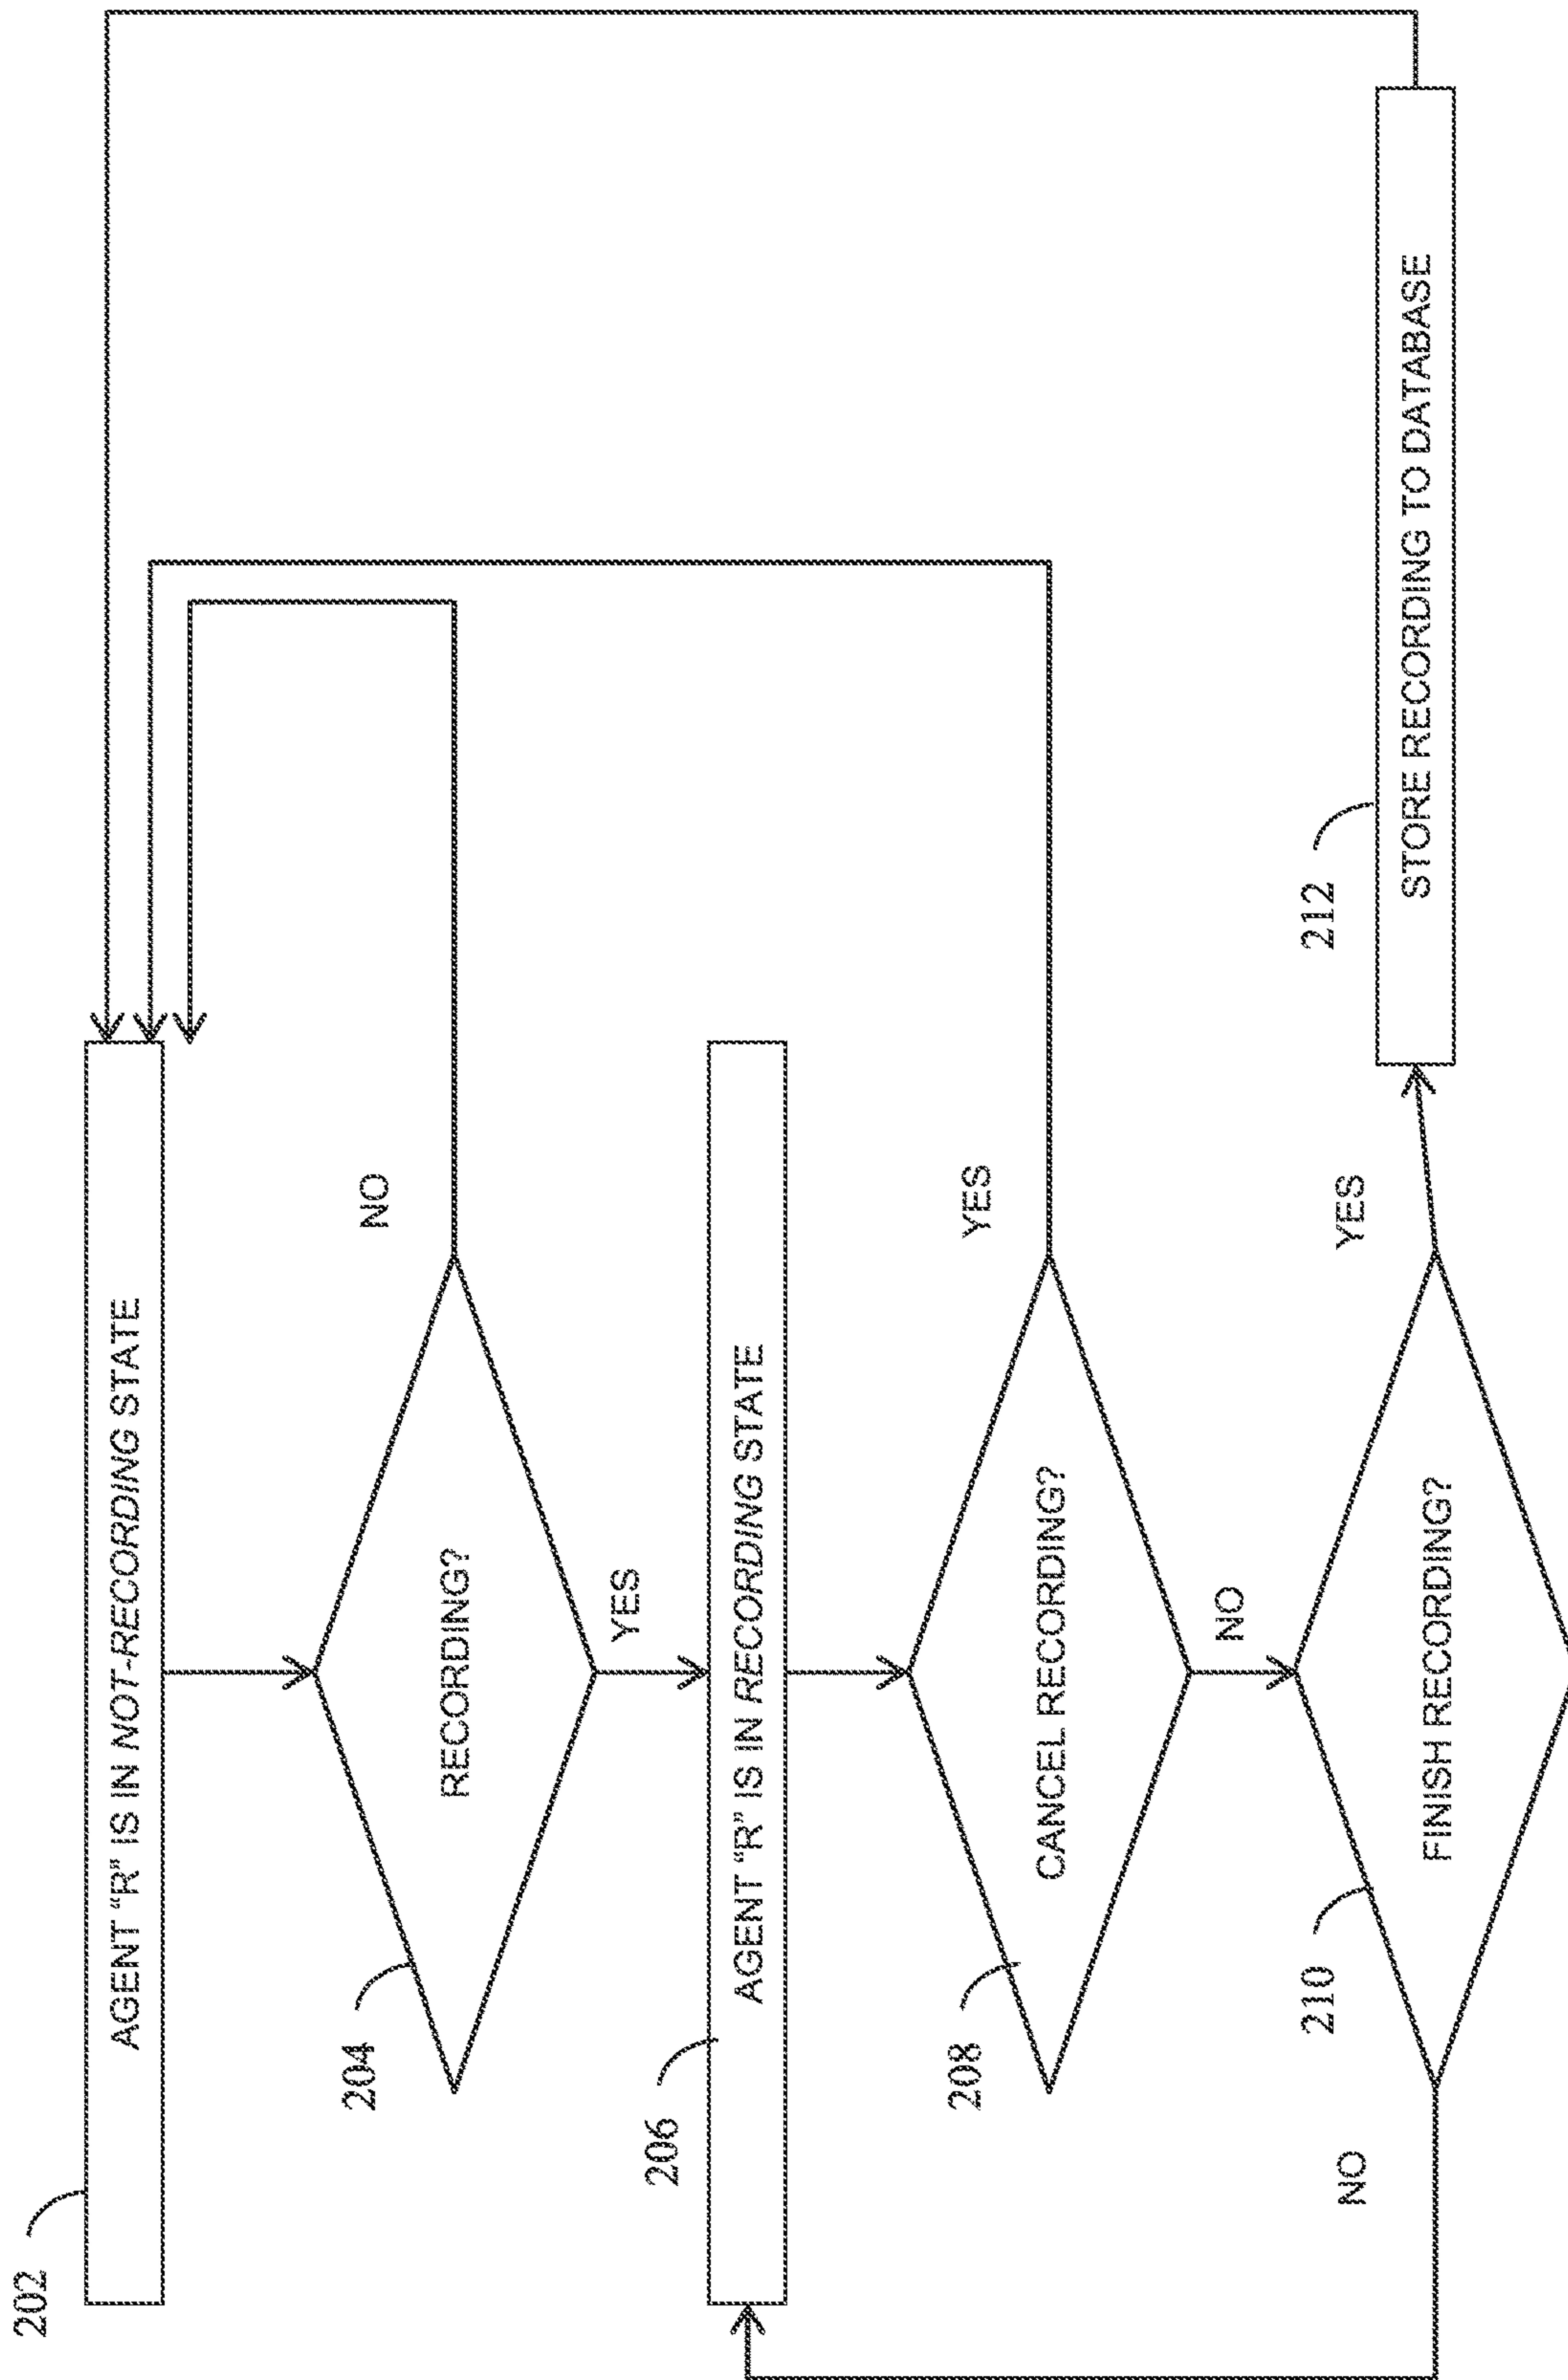 202
AGENT "R" IS IN NOT-RECORDING STATE
204
RECORDING?
NO
YES
206
AGENT "R" IS IN RECORDING STATE
208
CANCEL RECORDING?
YES
NO
210
FINISH RECORDING?
NO
YES
212
STORE RECORDING TO DATABASE